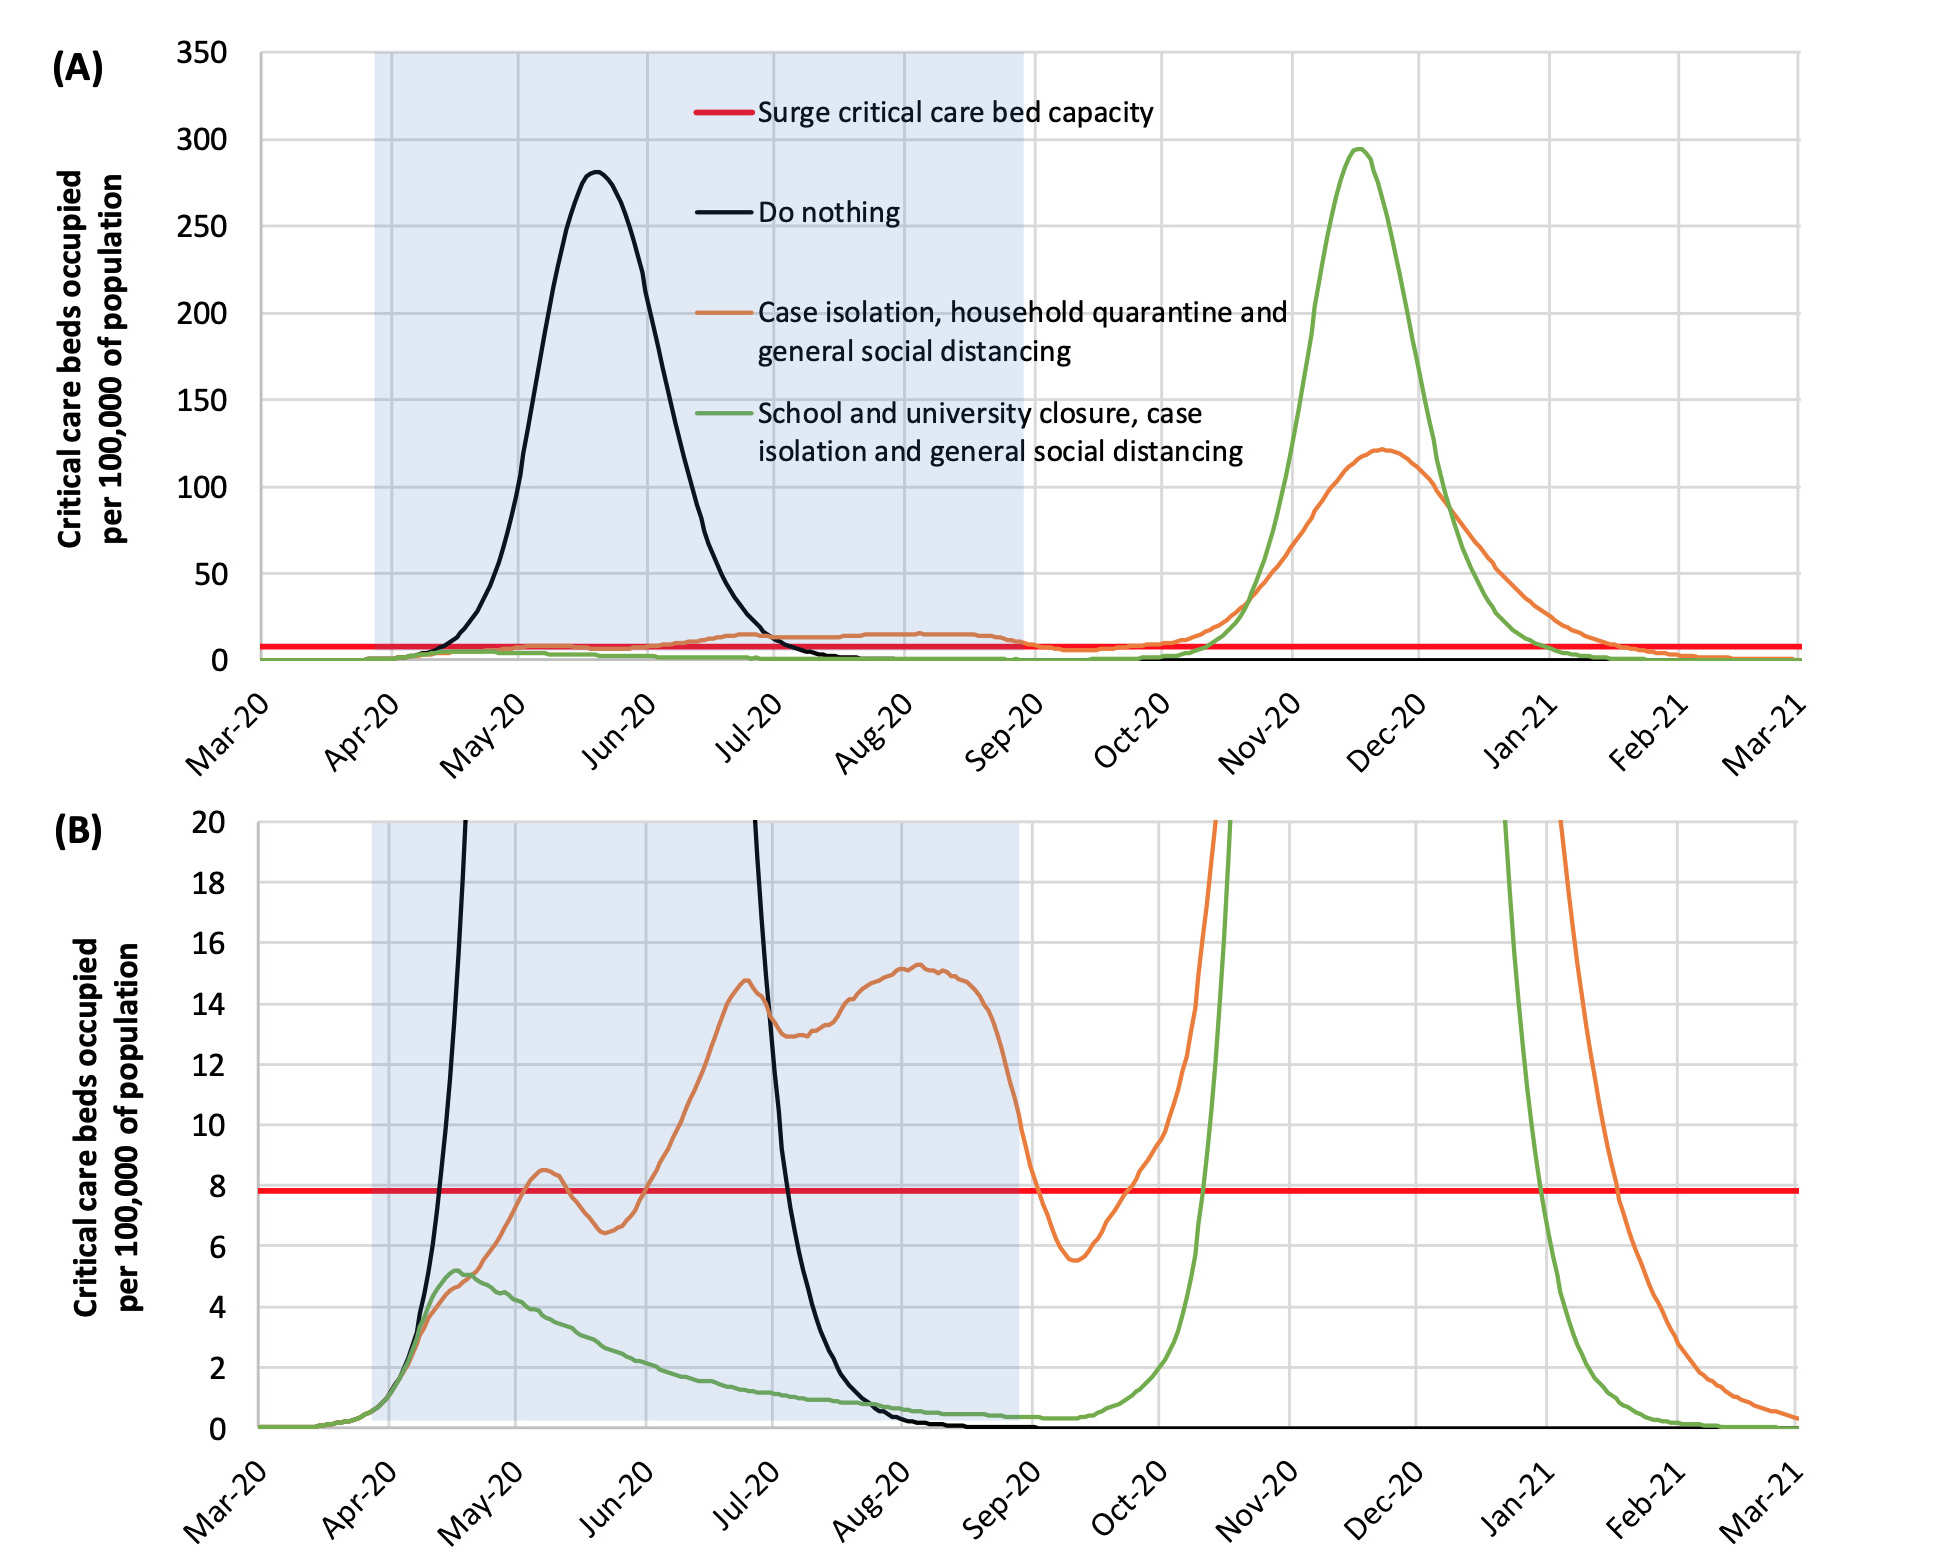 (A)
Critical care beds occupied
per 100,000 of population
350
300
250
200
150
100
50
0
Surge critical care bed capacity
Do nothing
Case isolation, household quarantine and
general social distancing
School and university closure, case
isolation and general social distancing
Mar-20
Apr-20
May-20
Jun-20
Jul-20
Aug-20
Sep-20
Oct-20
Nov-20
Dec-20
Jan-21
Feb-21
Mar-21
(B)
Critical care beds occupied
per 100,000 of population
20
18
16
14
12
10
8
6
4
2
0
Mar-20
Apr-20
May-20
Jun-20
Jul-20
Aug-20
Sep-20
Oct-20
Nov-20
Dec-20
Jan-21
Feb-21
Mar-21